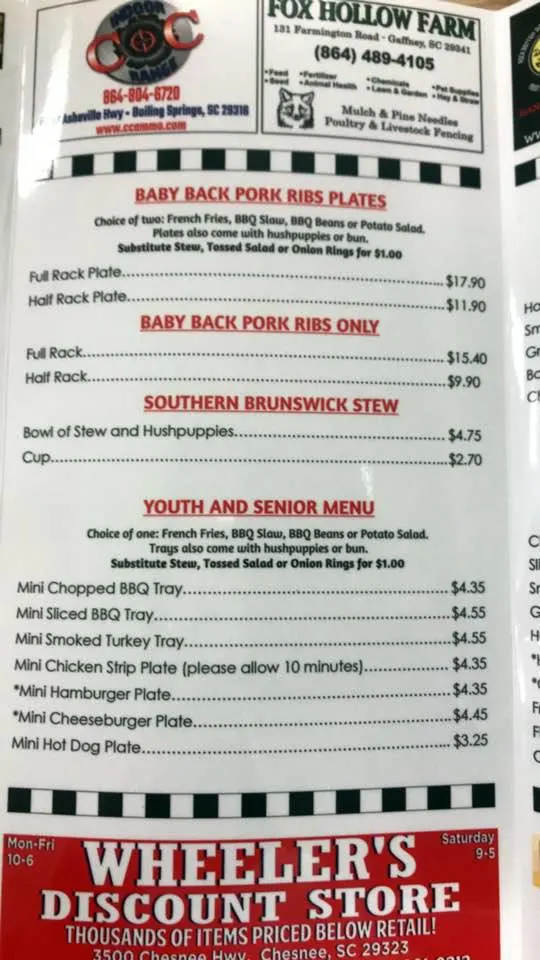 INDOOR
CCC
RANGE
864-804-6720
Asheville Hwy • Boiling Springs, SC 29316
www.ccammo.com
FOX HOLLOW FARM
131 Farmington Road - Gaffney, SC 29341
(864) 489-4105
•Feed •Fertilizer •Chemicals •Pet Supplies
•Seed •Animal Health •Lawn & Garden •Hay & Straw
Mulch & Pine Needles
Poultry & Livestock Fencing
BABY BACK PORK RIBS PLATES
Choice of two: French Fries, BBQ Slaw, BBQ Beans or Potato Salad.
Plates also come with hushpuppies or bun.
Substitute Stew, Tossed Salad or Onion Rings for $1.00
Full Rack Plate.......... $17.90
Half Rack Plate.......... $11.90
BABY BACK PORK RIBS ONLY
Full Rack.......... $15.40
Half Rack.......... $9.90
SOUTHERN BRUNSWICK STEW
Bowl of Stew and Hushpuppies.......... $4.75
Cup.......... $2.70
YOUTH AND SENIOR MENU
Choice of one: French Fries, BBQ Slaw, BBQ Beans or Potato Salad.
Trays also come with hushpuppies or bun.
Substitute Stew, Tossed Salad or Onion Rings for $1.00
Mini Chopped BBQ Tray.......... $4.35
Mini Sliced BBQ Tray.......... $4.55
Mini Smoked Turkey Tray.......... $4.55
Mini Chicken Strip Plate (please allow 10 minutes).......... $4.35
*Mini Hamburger Plate.......... $4.35
*Mini Cheeseburger Plate.......... $4.45
Mini Hot Dog Plate.......... $3.25
Mon-Fri
10-6
Saturday
9-5
WHEELER'S
DISCOUNT STORE
THOUSANDS OF ITEMS PRICED BELOW RETAIL!
3500 Chesnee Hwy, Chesnee, SC 29323